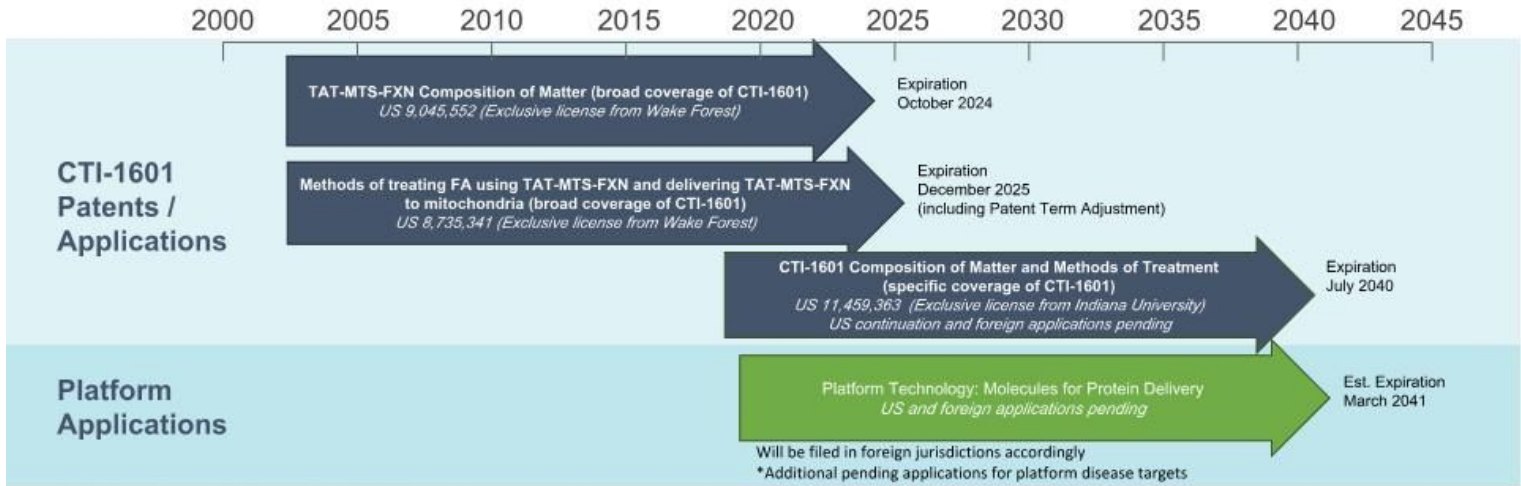 2000 2005 2010 2015 2020 2025 2030 2035 2040 2045
TAT-MTS-FXN Composition of Matter (broad coverage of CTI-1601)
US 9,045,552 (Exclusive license from Wake Forest)
Expiration
October 2024
CTI-1601
Patents /
Applications
Methods of treating FA using TAT-MTS-FXN and delivering TAT-MTS-FXN
to mitochondria (broad coverage of CTI-1601)
US 8,735,341 (Exclusive license from Wake Forest)
Expiration
December 2025
(including Patent Term Adjustment)
CTI-1601 Composition of Matter and Methods of Treatment
(specific coverage of CTI-1601)
US 11,459,363 (Exclusive license from Indiana University)
US continuation and foreign applications pending
Expiration
July 2040
Platform
Applications
Platform Technology: Molecules for Protein Delivery
US and foreign applications pending
Est. Expiration
March 2041
Will be filed in foreign jurisdictions accordingly
*Additional pending applications for platform disease targets